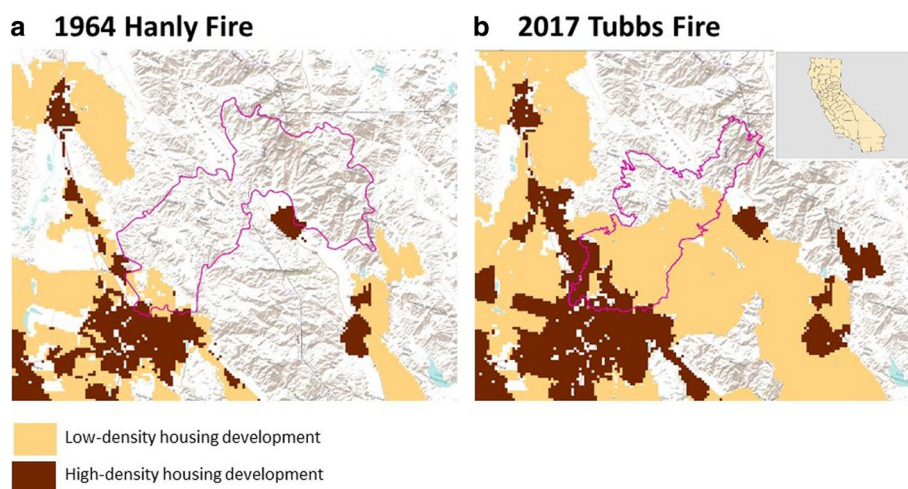 a 1964 Hanly Fire
b 2017 Tubbs Fire
Low-density housing development
High-density housing development